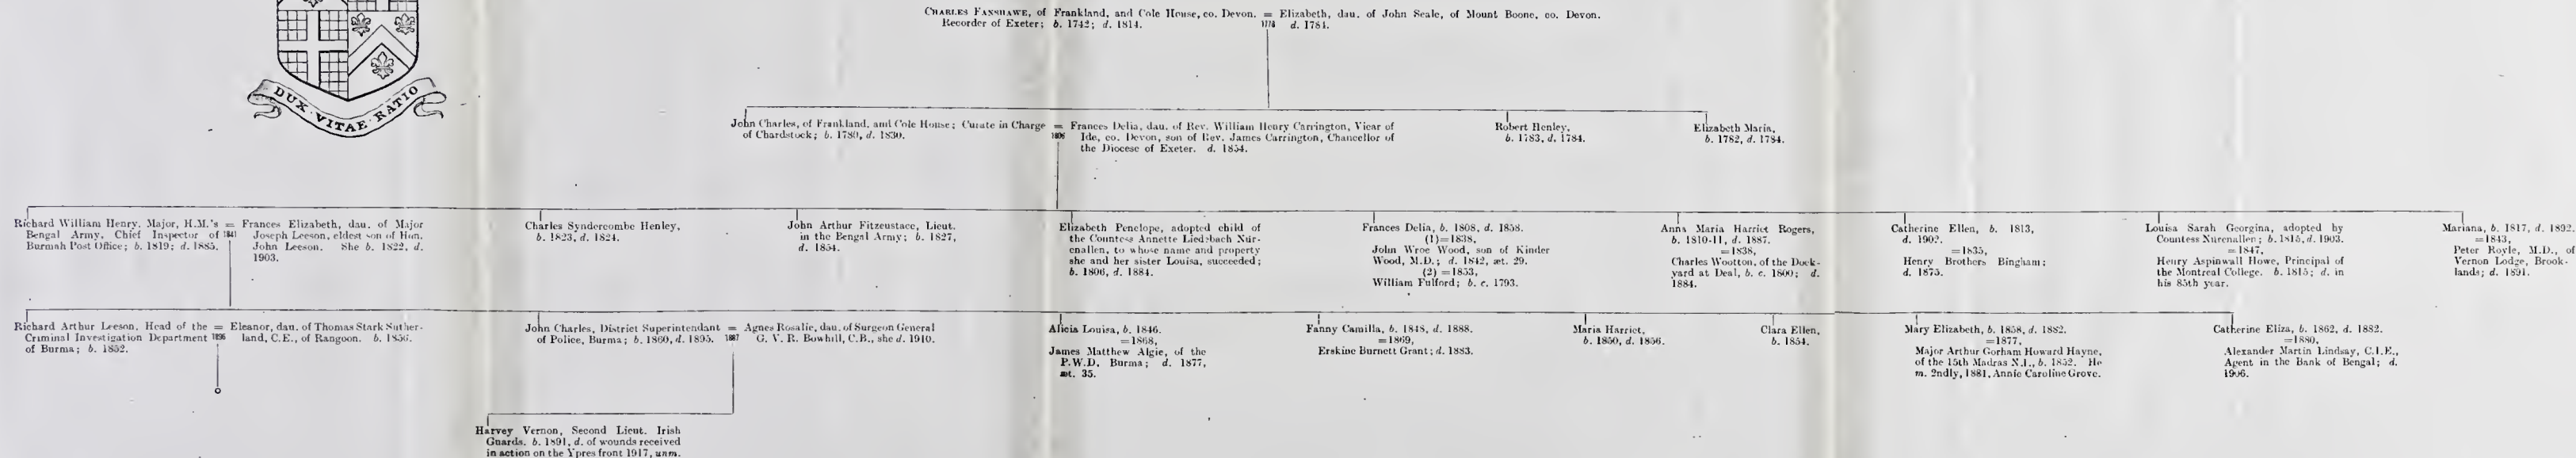 DUX · VITAE · RATIO
CHARLES FANSHAWE, of Frankland, and Cole House, co. Devon. = Elizabeth, dau. of John Seale, of Mount Boone, co. Devon.
Recorder of Exeter; b. 1742; d. 1814. d. 1784.
John Charles, of Frankland, and Cole House; Curate in Charge
of Chardstock; b. 1780, d. 1830.
=
1806
Frances Delia, dau. of Rev. William Henry Carrington, Vicar of
Ide, co. Devon, son of Rev. James Carrington, Chancellor of
the Diocese of Exeter. d. 1854.
Robert Henley,
b. 1783, d. 1784.
Elizabeth Maria,
b. 1782, d. 1784.
Richard William Henry, Major, H.M.'s
Bengal Army, Chief Inspector of
Burmah Post Office; b. 1819; d. 1885.
=
1841
Frances Elizabeth, dau. of Major
Joseph Leeson, eldest son of Hon.
John Leeson. She b. 1822, d.
1903.
Charles Syndercombe Henley,
b. 1823, d. 1824.
John Arthur Fitzeustace, Lieut.
in the Bengal Army; b. 1827,
d. 1854.
Elizabeth Penelope, adopted child of
the Countess Annette Liedsbach Nur-
cnallen, to whose name and property
she and her sister Louisa, succeeded;
b. 1806, d. 1884.
Frances Delia, b. 1808, d. 1858.
(1)=1838,
John Wroe Wood, son of Kinder
Wood, M.D.; d. 1842, æt. 29.
(2) =1853,
William Fulford; b. c. 1793.
Anna Maria Harriet Rogers,
b. 1810-11, d. 1887.
=1838,
Charles Wootton, of the Dock-
yard at Deal, b. c. 1800; d.
1884.
Catherine Ellen, b. 1813,
d. 1902.
=1835,
Henry Brothers Bingham;
d. 1875.
Louisa Sarah Georgina, adopted by
Countess Nurcnallen; b. 1815, d. 1903.
=1847,
Henry Aspinwall Howe, Principal of
the Montreal College. b. 1815; d. in
his 85th year.
Mariana, b. 1817, d. 1892.
=1843,
Peter Royle, M.D., of
Vernon Lodge, Brook-
lands; d. 1891.
Richard Arthur Leeson, Head of the
Criminal Investigation Department
of Burma; b. 1852.
=
1896
Eleanor, dau. of Thomas Stark Suther-
land, C.E., of Rangoon. b. 1856.
John Charles, District Superintendant
of Police, Burma; b. 1860, d. 1895.
=
1887
Agnes Rosalie, dau. of Surgeon General
G. V. R. Bowhill, C.B., she d. 1910.
Alicia Louisa, b. 1846.
=1868,
James Matthew Algie, of the
P.W.D. Burma; d. 1877,
æt. 35.
Fanny Camilla, b. 1848, d. 1888.
=1869,
Erskine Burnett Grant; d. 1883.
Maria Harriet,
b. 1850, d. 1856.
Clara Ellen,
b. 1854.
Mary Elizabeth, b. 1858, d. 1882.
=1877,
Major Arthur Gorham Howard Hayne,
of the 15th Madras N.I., b. 1852. He
m. 2ndly, 1881, Annie Caroline Grove.
Catherine Eliza, b. 1862, d. 1882.
=1880,
Alexander Martin Lindsay, C.I.E.,
Agent in the Bank of Bengal; d.
1906.
Harvey Vernon, Second Lieut. Irish
Guards. b. 1891, d. of wounds received
in action on the Ypres front 1917, unm.